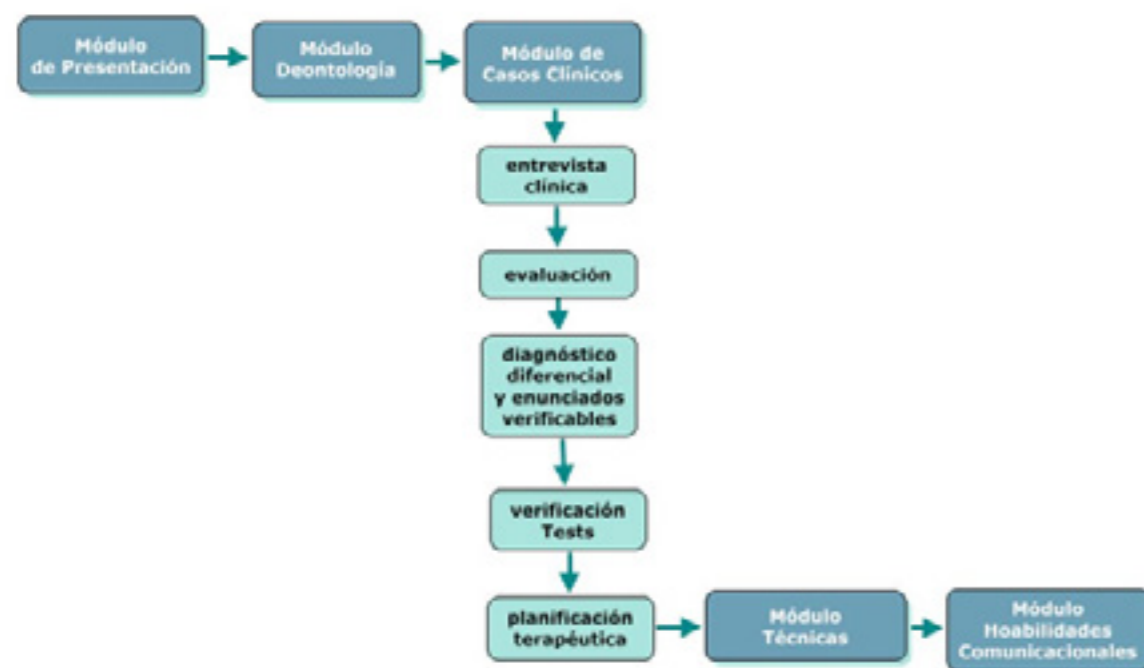 Módulo
de Presentación
Módulo
Deontología
Módulo de
Casos Clínicos
entrevista
clínica
evaluación
diagnóstico
diferencial
y enunciados
verificables
verificación
Tests
planificación
terapéutica
Módulo
Técnicas
Módulo
Hoabilidades
Comunicacionales